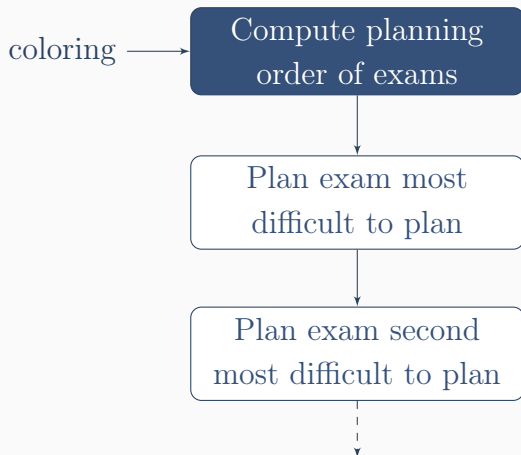 coloring
Compute planning
order of exams
Plan exam most
difficult to plan
Plan exam second
most difficult to plan